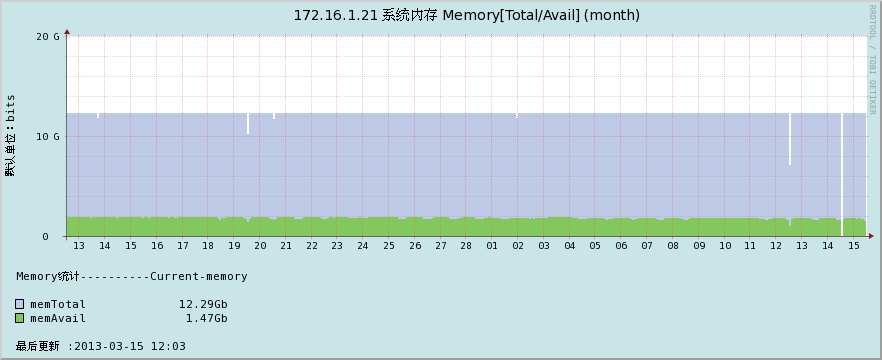 172.16.1.21 系统内存 Memory[Total/Avail] (month)
RRDTOOL / TOBI OETIKER
默认单位：bits
20 G
10 G
0
13 14 15 16 17 18 19 20 21 22 23 24 25 26 27 28 01 02 03 04 05 06 07 08 09 10 11 12 13 14 15
Memory统计----------Current-memory
memTotal 12.29Gb
memAvail 1.47Gb
最后更新 :2013-03-15 12:03